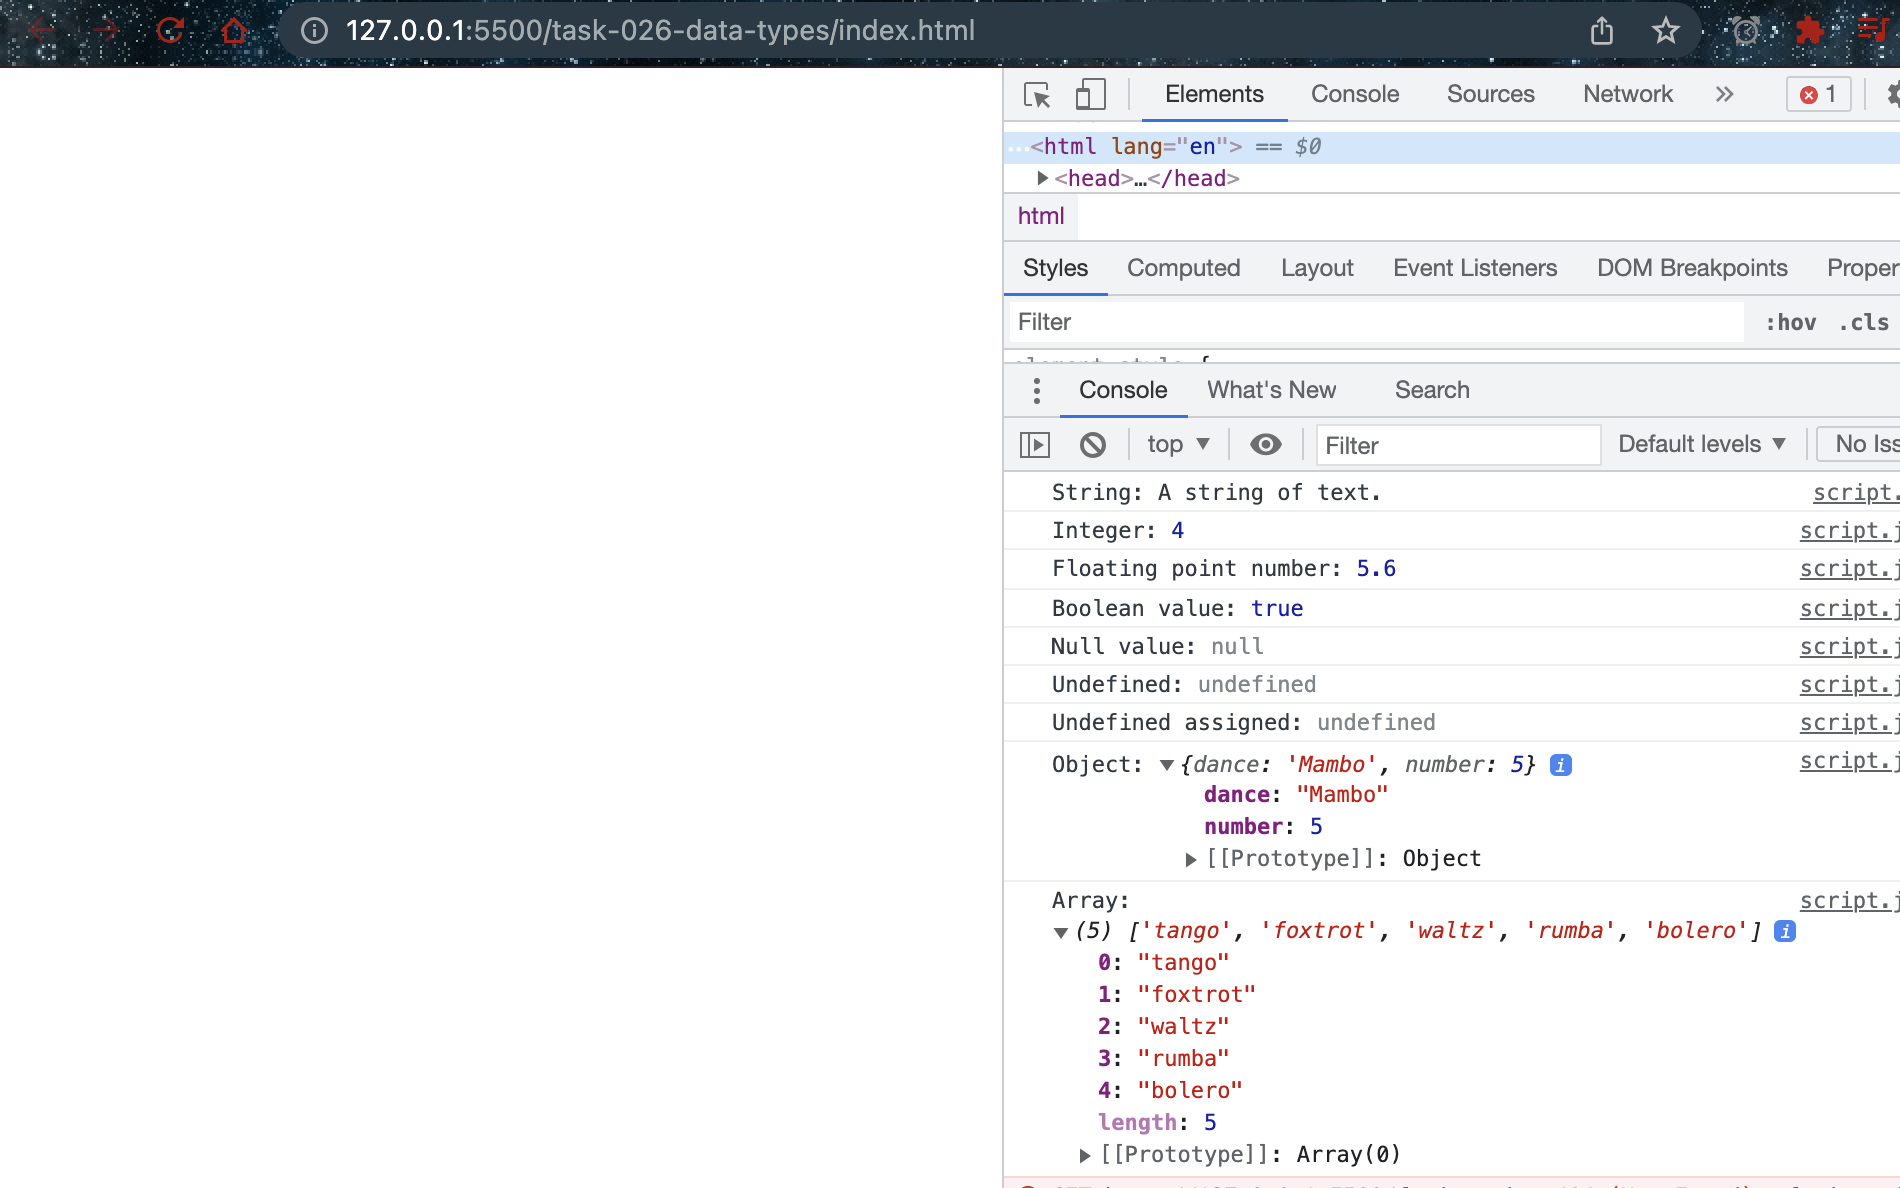 127.0.0.1:5500/task-026-data-types/index.html
Elements Console Sources Network » 1
…<html lang="en"> == $0
<head>…</head>
html
Styles Computed Layout Event Listeners DOM Breakpoints Proper
Filter :hov .cls
element.style {
Console What's New Search
top Filter Default levels No Iss
String: A string of text. script.
Integer: 4 script.j
Floating point number: 5.6 script.j
Boolean value: true script.j
Null value: null script.j
Undefined: undefined script.j
Undefined assigned: undefined script.j
Object: {dance: 'Mambo', number: 5} i script.j
dance: "Mambo"
number: 5
[[Prototype]]: Object
Array: script.j
(5) ['tango', 'foxtrot', 'waltz', 'rumba', 'bolero'] i
0: "tango"
1: "foxtrot"
2: "waltz"
3: "rumba"
4: "bolero"
length: 5
[[Prototype]]: Array(0)